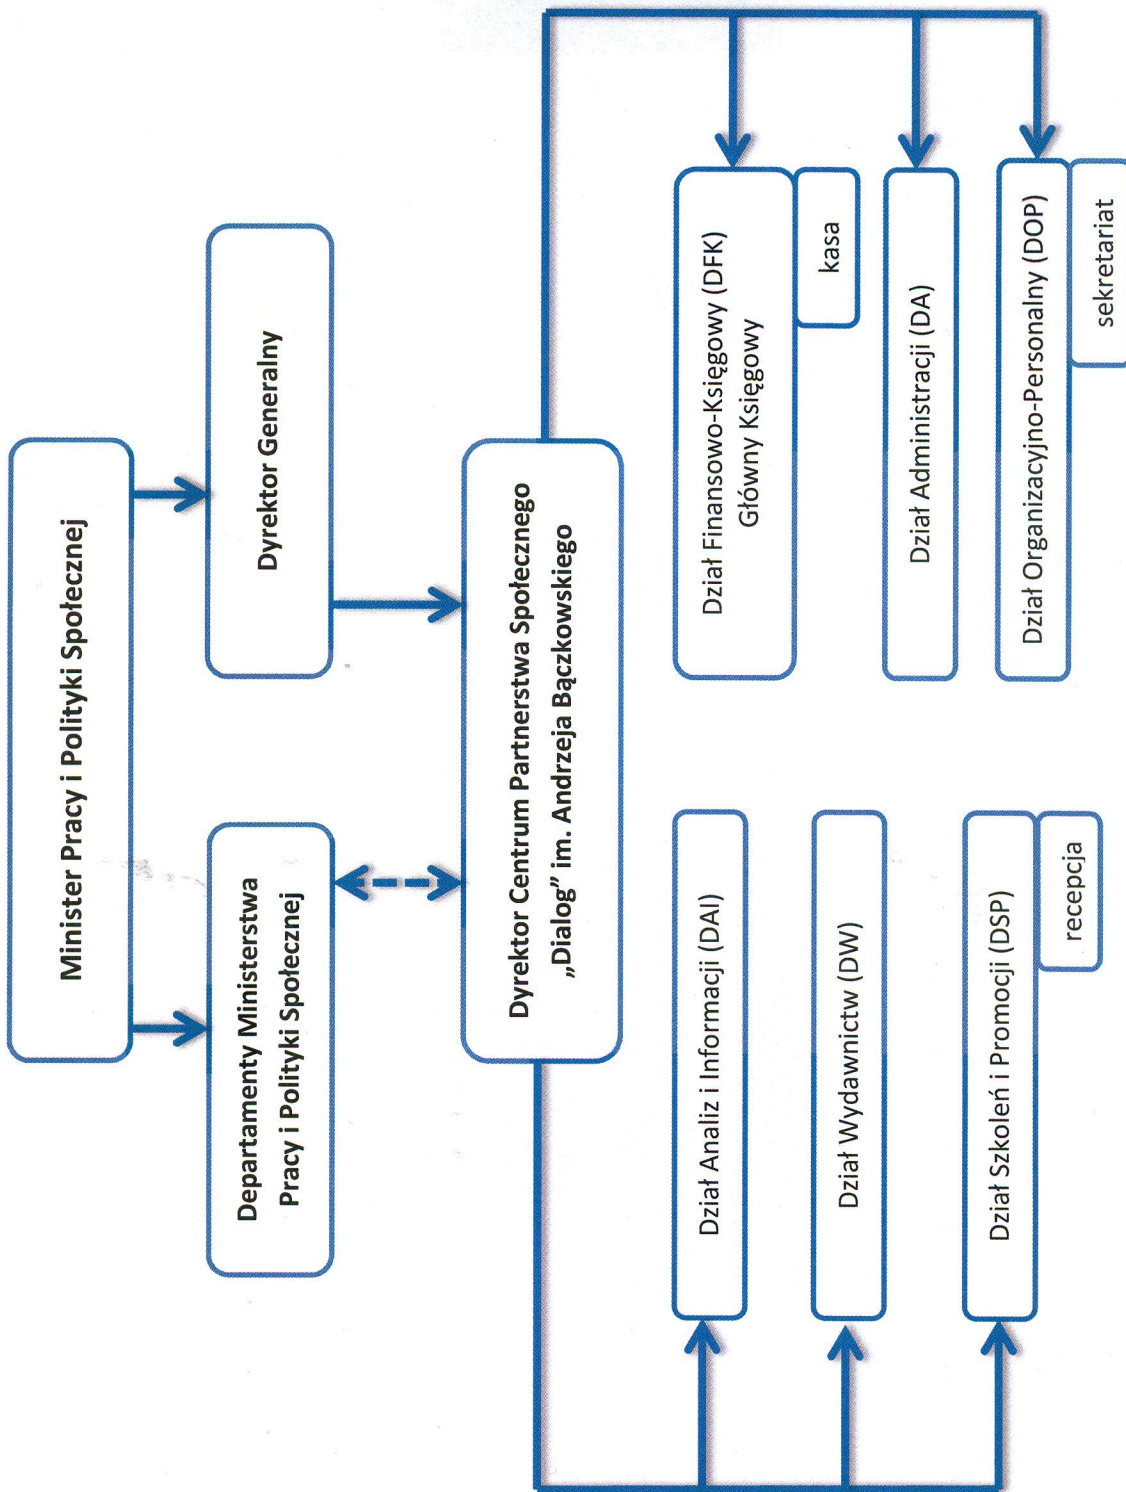 Minister Pracy i Polityki Społecznej
Departamenty Ministerstwa
Pracy i Polityki Społecznej
Dyrektor Generalny
Dyrektor Centrum Partnerstwa Społecznego
„Dialog” im. Andrzeja Bączkowskiego
Dział Analiz i Informacji (DAI)
Dział Wydawnictw (DW)
Dział Szkoleń i Promocji (DSP)
recepcja
Dział Finansowo-Księgowy (DFK)
Główny Księgowy
kasa
Dział Administracji (DA)
Dział Organizacyjno-Personalny (DOP)
sekretariat